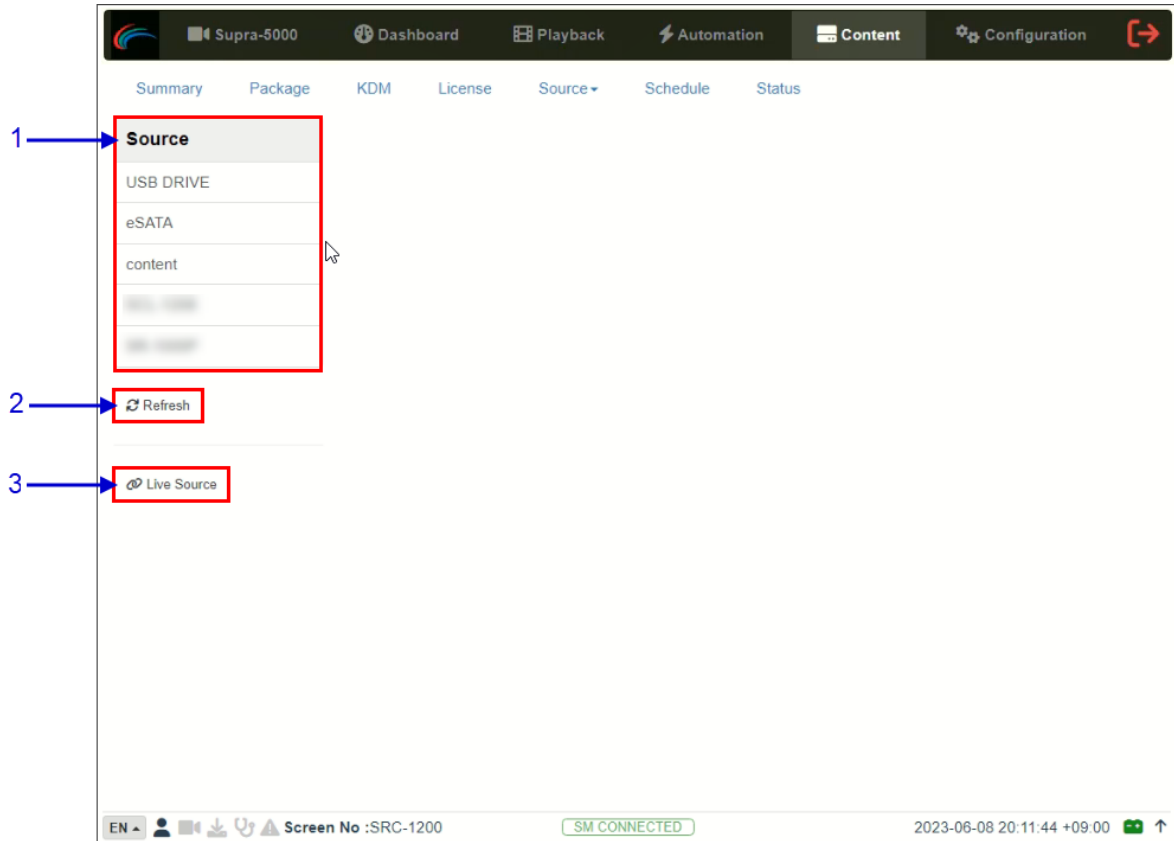 Supra-5000 Dashboard Playback Automation Content Configuration
Summary Package KDM License Source Schedule Status
1 Source
USB DRIVE
eSATA
content
2 Refresh
3 Live Source
EN Screen No :SRC-1200 SM CONNECTED 2023-06-08 20:11:44 +09:00